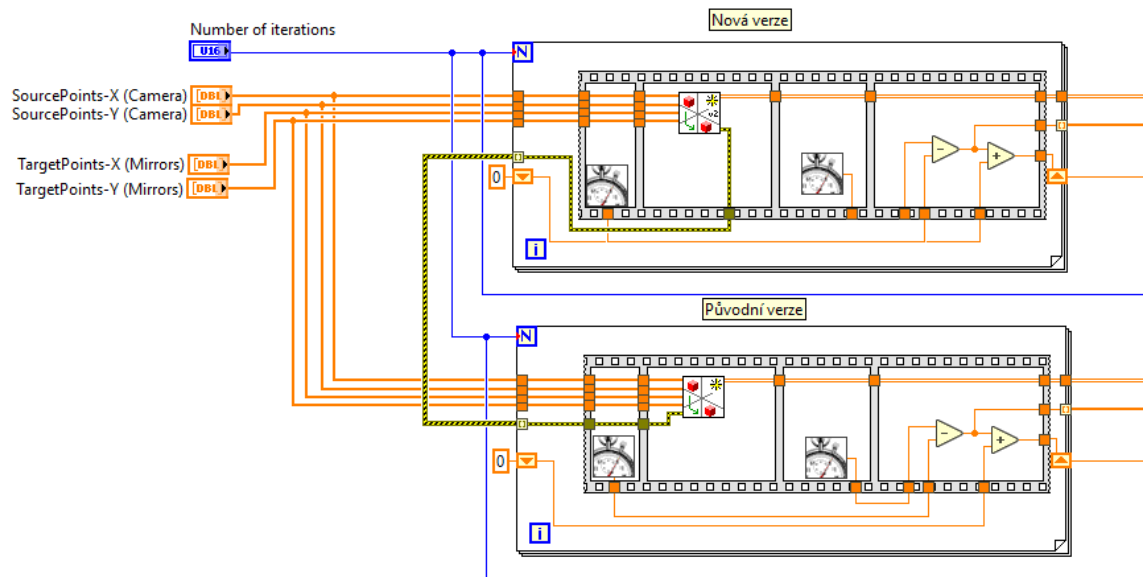 Nová verze
Number of iterations
U16
N
SourcePoints-X (Camera)
[DBL]
SourcePoints-Y (Camera)
[DBL]
v2
TargetPoints-X (Mirrors)
[DBL]
TargetPoints-Y (Mirrors)
[DBL]
0
-
+
i
Původní verze
N
-
+
0
i